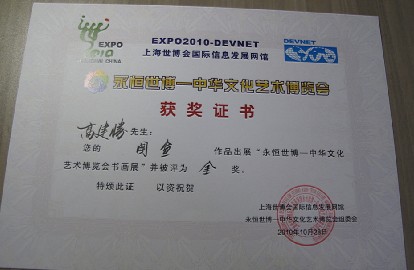 EXPO
2010
SHANGHAI CHINA
EXPO2010-DEVNET
上海世博会国际信息发展网馆
DEVNET
永恒世博—中华文化艺术博览会
获奖证书
高建胜 先生：
您的 国画 作品出展“永恒世博—中华文化
艺术博览会书画展”并被评为 金 奖。
特颁此证 以资祝贺
上海世博会国际信息发展网馆
永恒世博—中华文化艺术博览会组委会
2010年10月28日